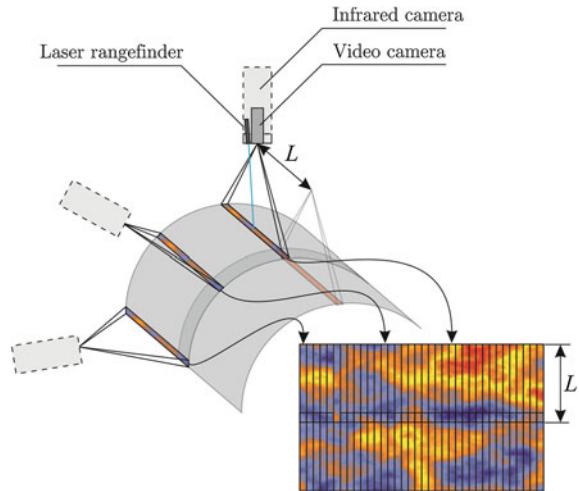 Infrared camera
Laser rangefinder
Video camera
L
L